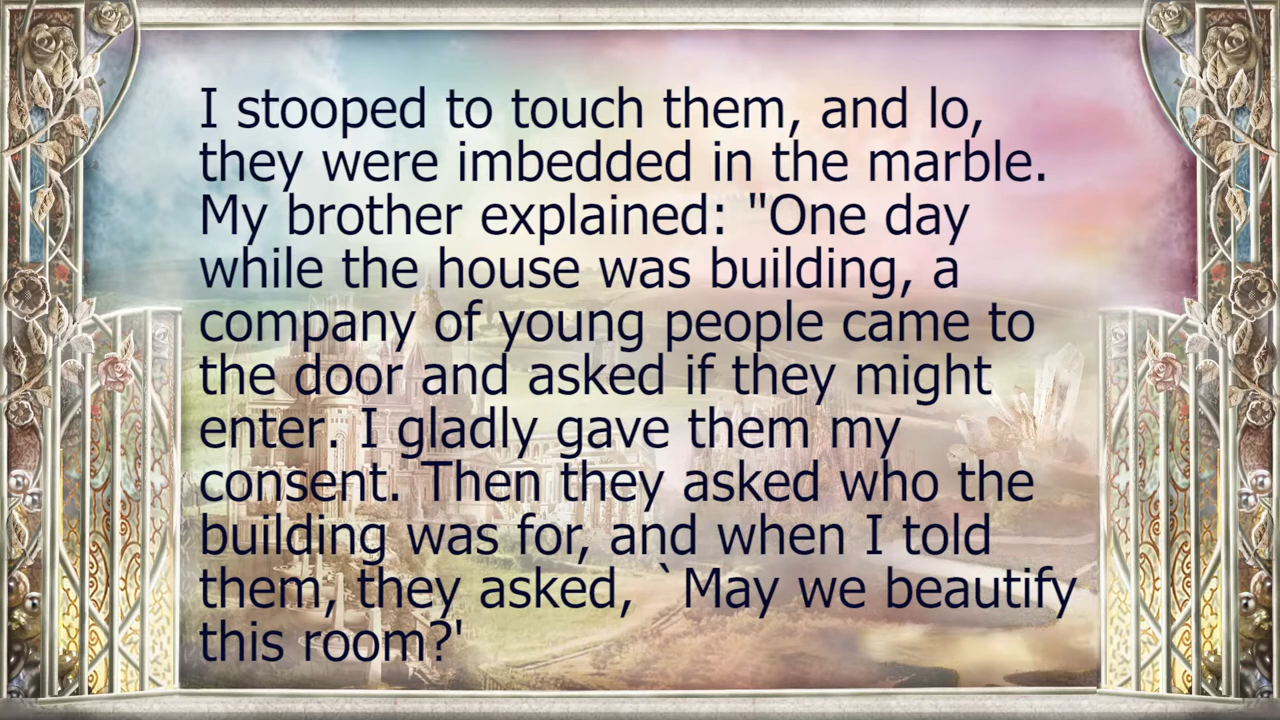 I stooped to touch them, and lo,
they were imbedded in the marble.
My brother explained: "One day
while the house was building, a
company of young people came to
the door and asked if they might
enter. I gladly gave them my
consent. Then they asked who the
building was for, and when I told
them, they asked, `May we beautify
this room?'